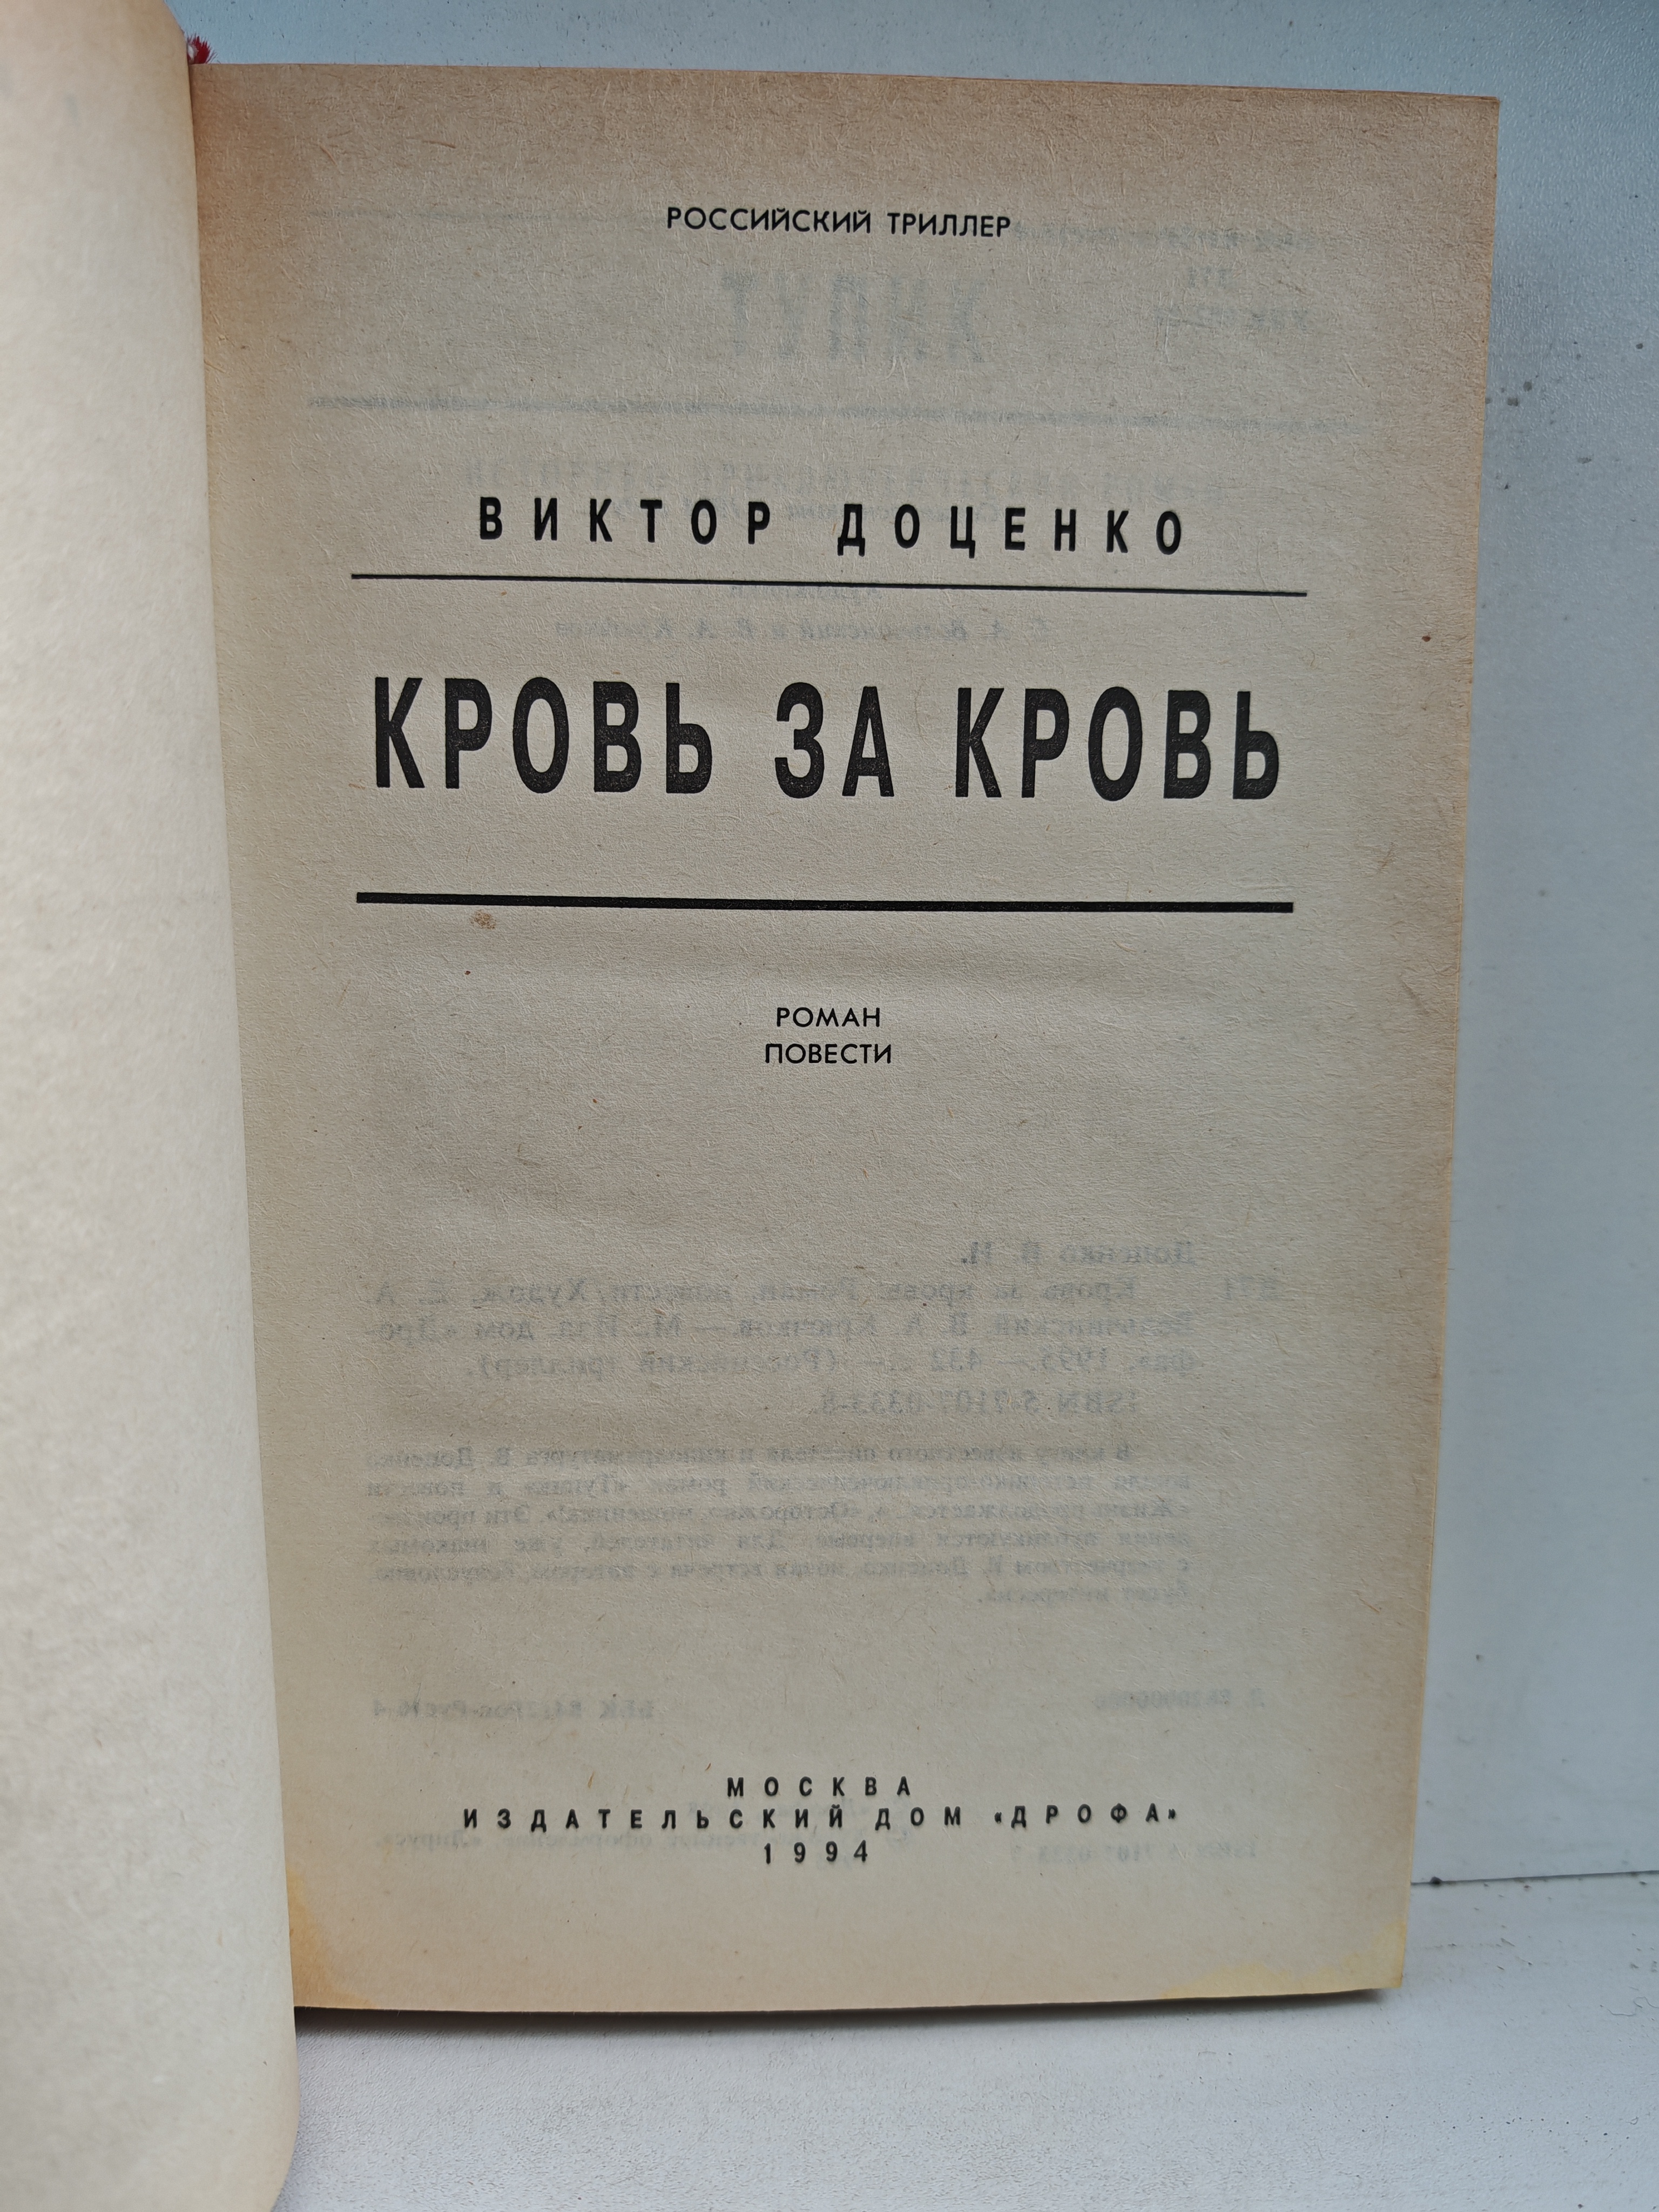 РОССИЙСКИЙ ТРИЛЛЕР
ВИКТОР ДОЦЕНКО
КРОВЬ ЗА КРОВЬ
РОМАН
ПОВЕСТИ
МОСКВА
ИЗДАТЕЛЬСКИЙ ДОМ «ДРОФА»
1994